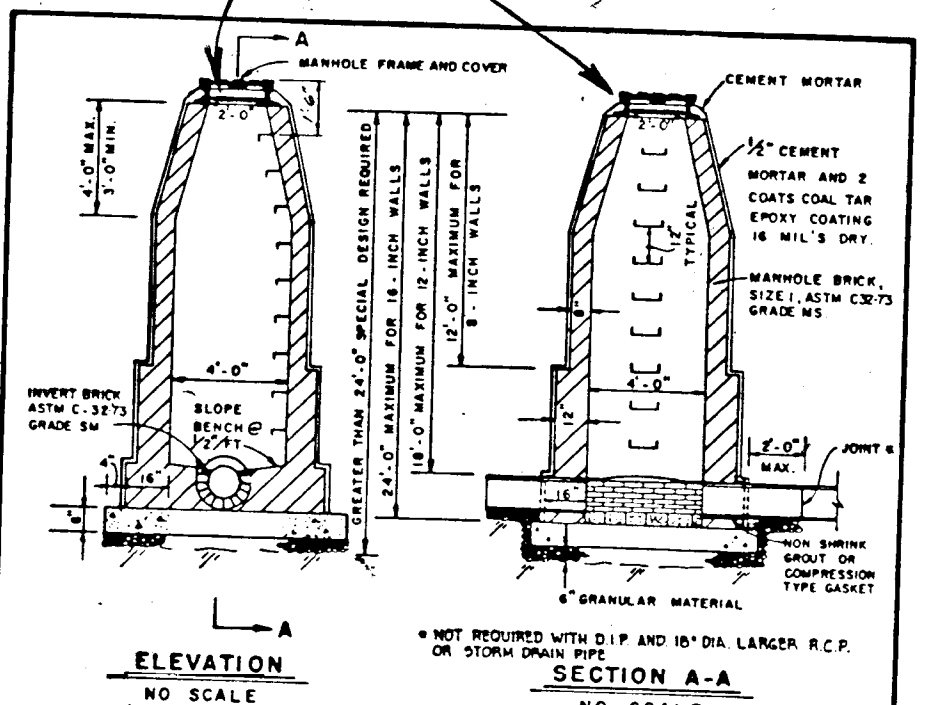 A
MANHOLE FRAME AND COVER
2'-0"
1'-6"
4'-0" MAX.
3'-0" MIN.
4'-0"
INVERT BRICK
ASTM C-32-73
GRADE SM
SLOPE
BENCH @
1/2"/FT
4"
16"
8"
GREATER THAN 24'-0" SPECIAL DESIGN REQUIRED
24'-0" MAXIMUM FOR 16-INCH WALLS
18'-0" MAXIMUM FOR 12-INCH WALLS
12'-0" MAXIMUM FOR
8-INCH WALLS
A
ELEVATION
NO SCALE
CEMENT MORTAR
2'-0"
1/2" CEMENT
MORTAR AND 2
COATS COAL TAR
EPOXY COATING
16 MIL'S DRY.
12"
TYPICAL
MANHOLE BRICK,
SIZE 1, ASTM C32-73
GRADE MS
8"
4'-0"
12"
2'-0"
MAX.
JOINT *
16"
NON SHRINK
GROUT OR
COMPRESSION
TYPE GASKET
6" GRANULAR MATERIAL
* NOT REQUIRED WITH D.I.P. AND 18" DIA. LARGER R.C.P.
OR STORM DRAIN PIPE
SECTION A-A
NO SCALE